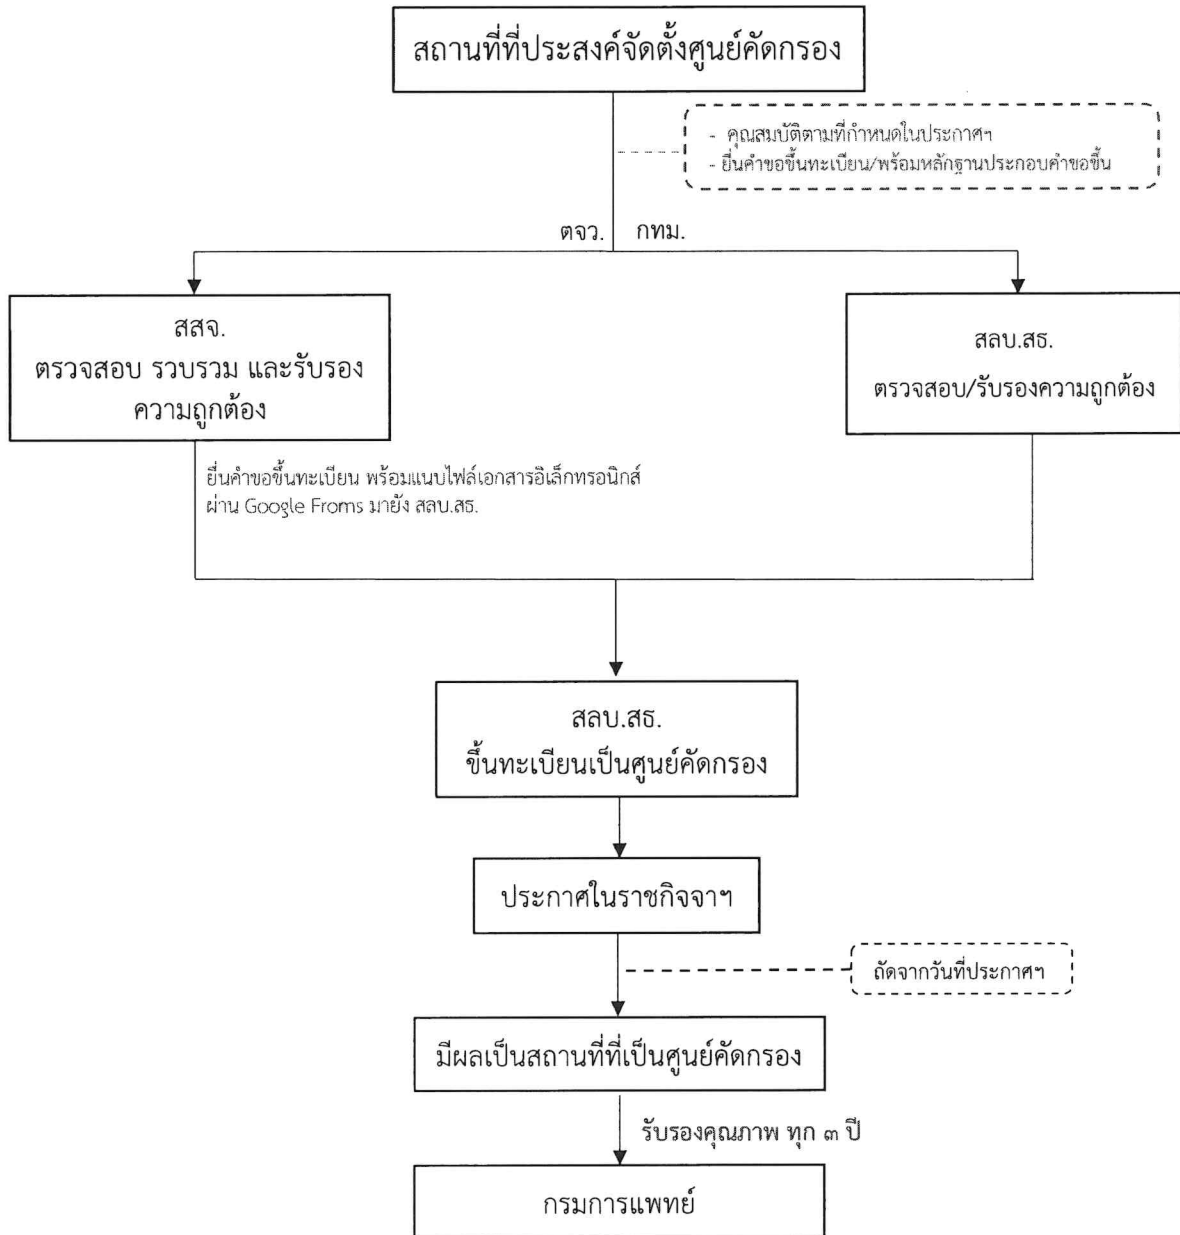 สถานที่ที่ประสงค์จัดตั้งศูนย์คัดกรอง
- คุณสมบัติตามที่กำหนดในประกาศฯ
- ยื่นคำขอขึ้นทะเบียน/พร้อมหลักฐานประกอบคำขอขึ้น
ตจว. กทม.
สสจ.
ตรวจสอบ รวบรวม และรับรอง
ความถูกต้อง
สลบ.สธ.
ตรวจสอบ/รับรองความถูกต้อง
ยื่นคำขอขึ้นทะเบียน พร้อมแนบไฟล์เอกสารอิเล็กทรอนิกส์
ผ่าน Google Froms มายัง สลบ.สธ.
สลบ.สธ.
ขึ้นทะเบียนเป็นศูนย์คัดกรอง
ประกาศในราชกิจจาฯ
ถัดจากวันที่ประกาศฯ
มีผลเป็นสถานที่ที่เป็นศูนย์คัดกรอง
รับรองคุณภาพ ทุก ๓ ปี
กรมการแพทย์